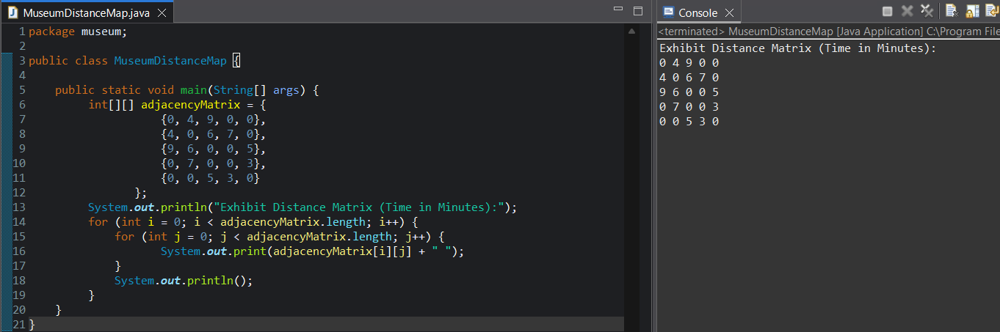 MuseumDistanceMap.java
1 package museum;
2
3 public class MuseumDistanceMap {
4
5     public static void main(String[] args) {
6         int[][] adjacencyMatrix = {
7                 {0, 4, 9, 0, 0},
8                 {4, 0, 6, 7, 0},
9                 {9, 6, 0, 0, 5},
10                 {0, 7, 0, 0, 3},
11                 {0, 0, 5, 3, 0}
12             };
13         System.out.println("Exhibit Distance Matrix (Time in Minutes):");
14         for (int i = 0; i < adjacencyMatrix.length; i++) {
15             for (int j = 0; j < adjacencyMatrix.length; j++) {
16                 System.out.print(adjacencyMatrix[i][j] + " ");
17             }
18             System.out.println();
19         }
20     }
21 }
Console
<terminated> MuseumDistanceMap [Java Application] C:\Program File
Exhibit Distance Matrix (Time in Minutes):
0 4 9 0 0
4 0 6 7 0
9 6 0 0 5
0 7 0 0 3
0 0 5 3 0